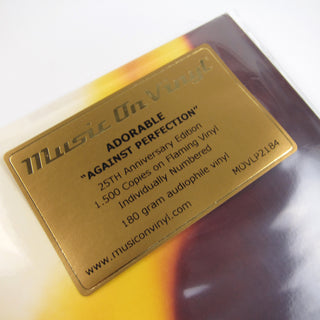 Music On Vinyl
ADORABLE
"AGAINST PERFECTION"
25TH Anniversary Edition
1.500 Copies on Flaming Vinyl
Individually Numbered
180 gram audiophile vinyl
www.musiconvinyl.com
MOVLP2184